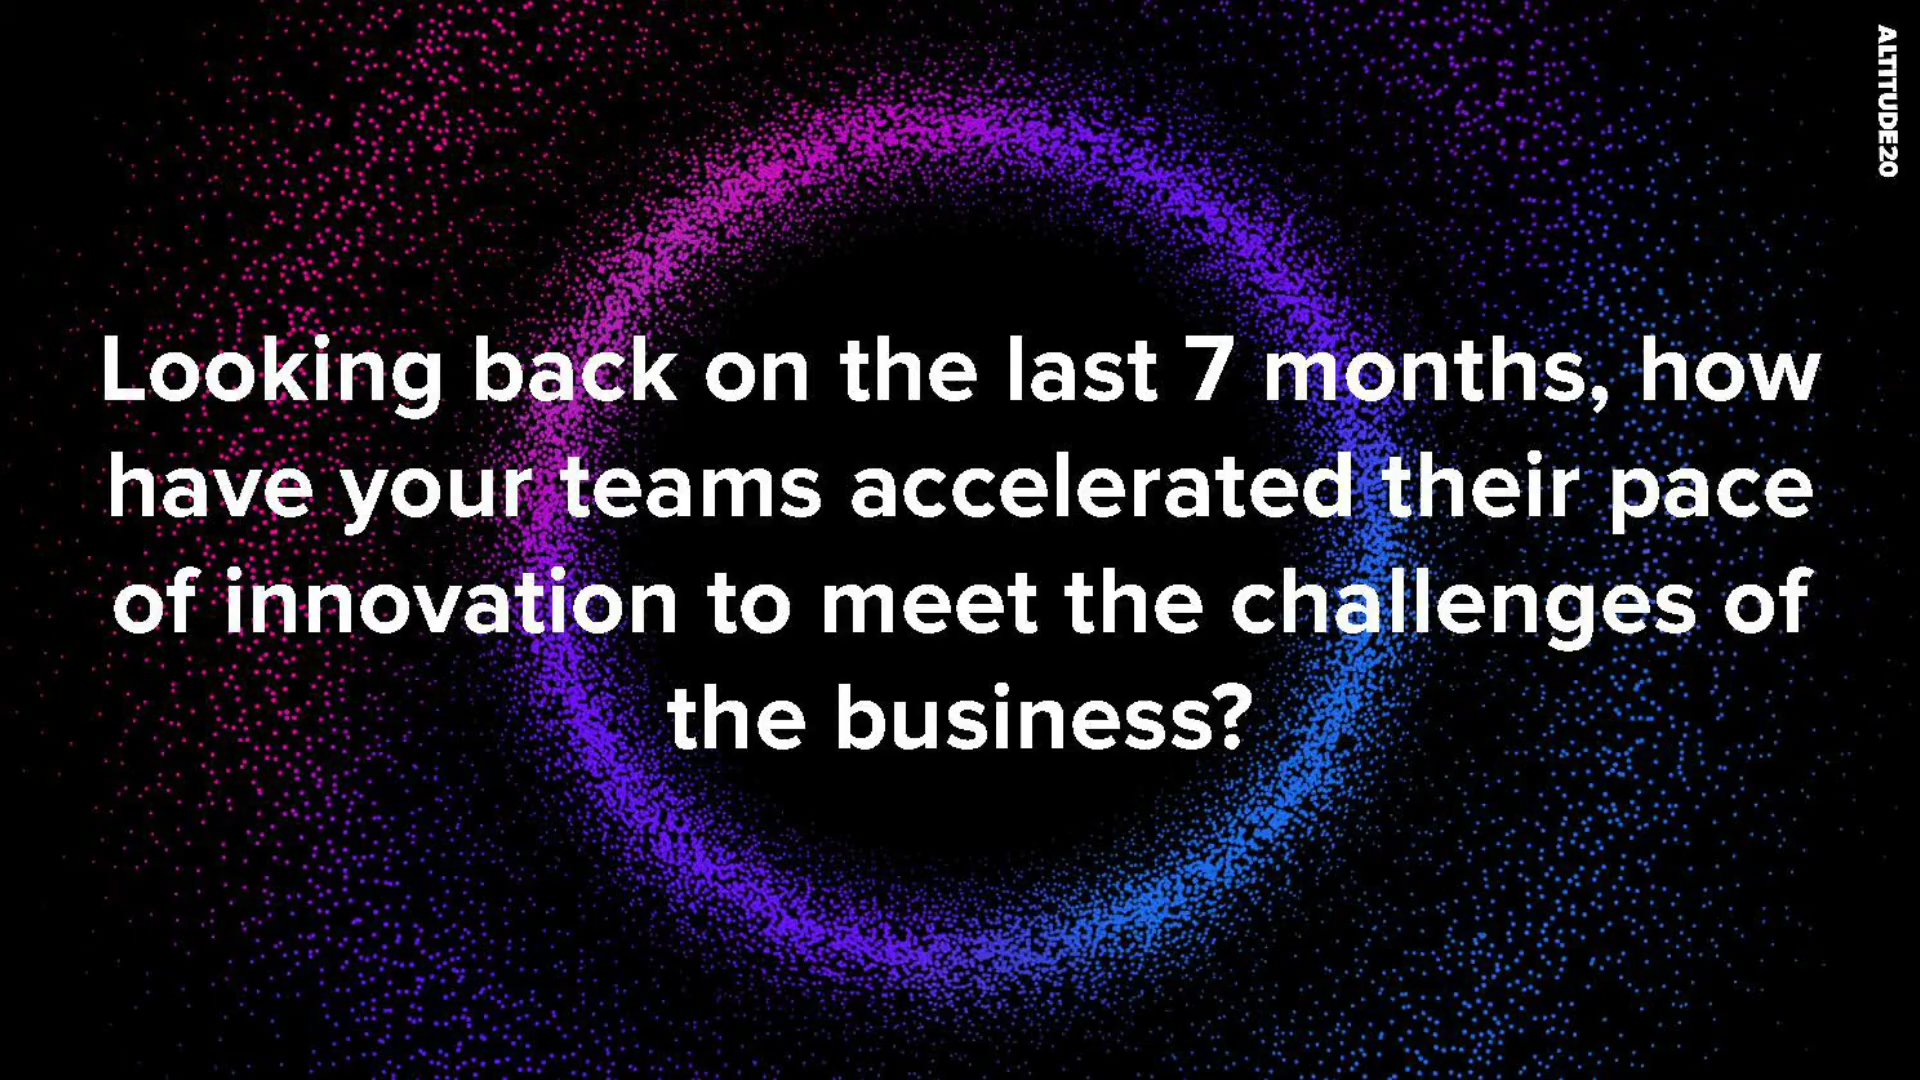 Looking back on the last 7 months, how
have your teams accelerated their pace
of innovation to meet the challenges of
the business?
ALTITUDE20